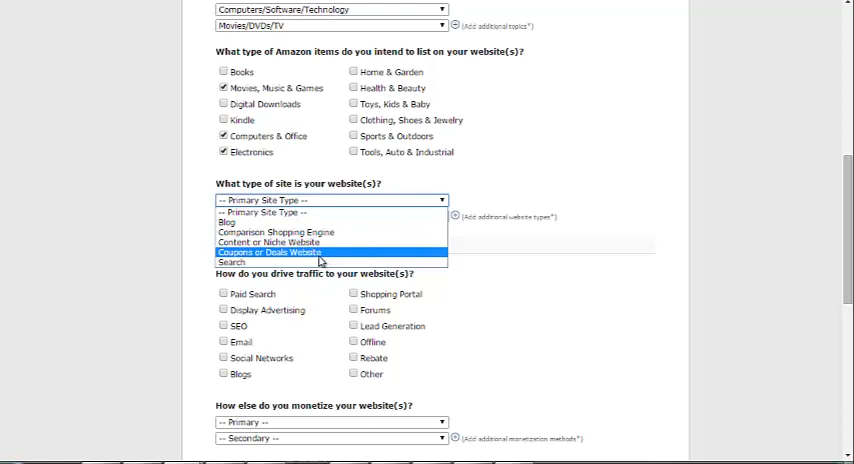 Computers/Software/Technology
Movies/DVDs/TV (Add additional topics*)
What type of Amazon items do you intend to list on your website(s)?
Books Home & Garden
Movies, Music & Games Health & Beauty
Digital Downloads Toys, Kids & Baby
Kindle Clothing, Shoes & Jewelry
Computers & Office Sports & Outdoors
Electronics Tools, Auto & Industrial
What type of site is your website(s)?
-- Primary Site Type --
-- Primary Site Type --
(Add additional website types*)
Blog
Comparison Shopping Engine
Content or Niche Website
Coupons or Deals Website
Search
How do you drive traffic to your website(s)?
Paid Search Shopping Portal
Display Advertising Forums
SEO Lead Generation
Email Offline
Social Networks Rebate
Blogs Other
How else do you monetize your website(s)?
-- Primary --
-- Secondary -- (Add additional monetization methods*)